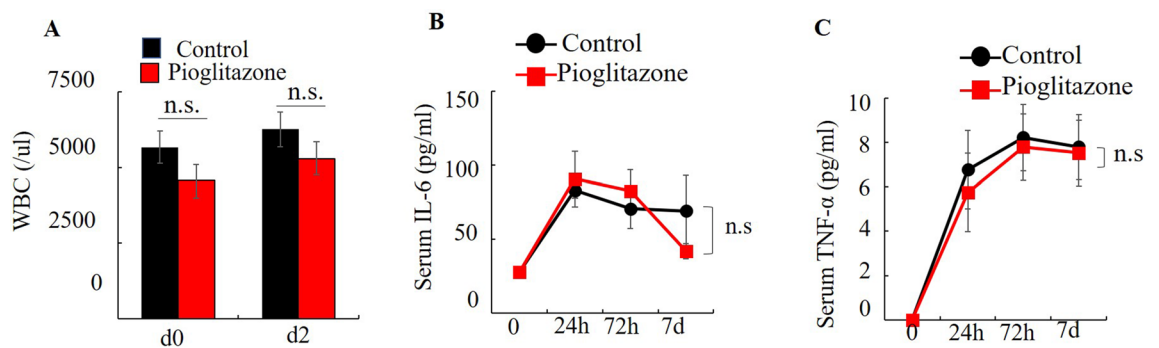 A
Control
Pioglitazone
7500
5000
2500
0
WBC (/ul)
n.s.
n.s.
d0
d2
B
Control
Pioglitazone
150
100
50
0
Serum IL-6 (pg/ml)
n.s
0
24h
72h
7d
C
Control
Pioglitazone
10
8
6
4
2
0
Serum TNF-α (pg/ml)
n.s
0
24h
72h
7d